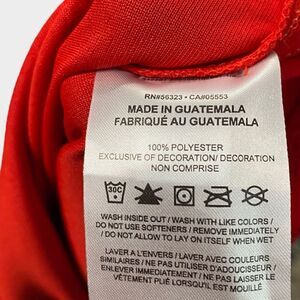 RN#56323 • CA#05553
MADE IN GUATEMALA
FABRIQUÉ AU GUATEMALA
100% POLYESTER
EXCLUSIVE OF DECORATION/ DECORATION
NON COMPRISE
30C
WASH INSIDE OUT / WASH WITH LIKE COLORS /
DO NOT USE SOFTENERS / REMOVE IMMEDIATELY
/ DO NOT ALLOW TO LAY ON ITSELF WHEN WET
LAVER A L'ENVERS / LAVER AVEC COULEURS
SIMILAIRES / NE PAS UTILISER D'ADOUCISSEUR
ENLEVER IMMEDIATEMENT / NE PAS LAISSER LE
VÊTEMENT PLIÉ LORSQU'IL EST MOUILLÉ